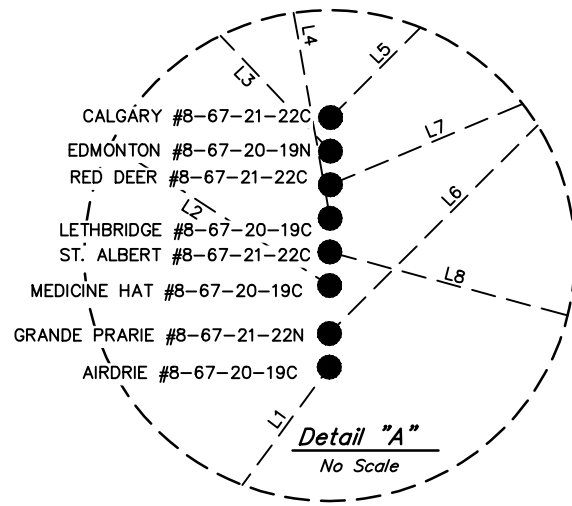 L4
L5
L3
CALGARY #8-67-21-22C
L7
EDMONTON #8-67-20-19N
RED DEER #8-67-21-22C
L6
L2
LETHBRIDGE #8-67-20-19C
ST. ALBERT #8-67-21-22C
L8
MEDICINE HAT #8-67-20-19C
GRANDE PRARIE #8-67-21-22N
AIRDRIE #8-67-20-19C
L1
Detail "A"
No Scale